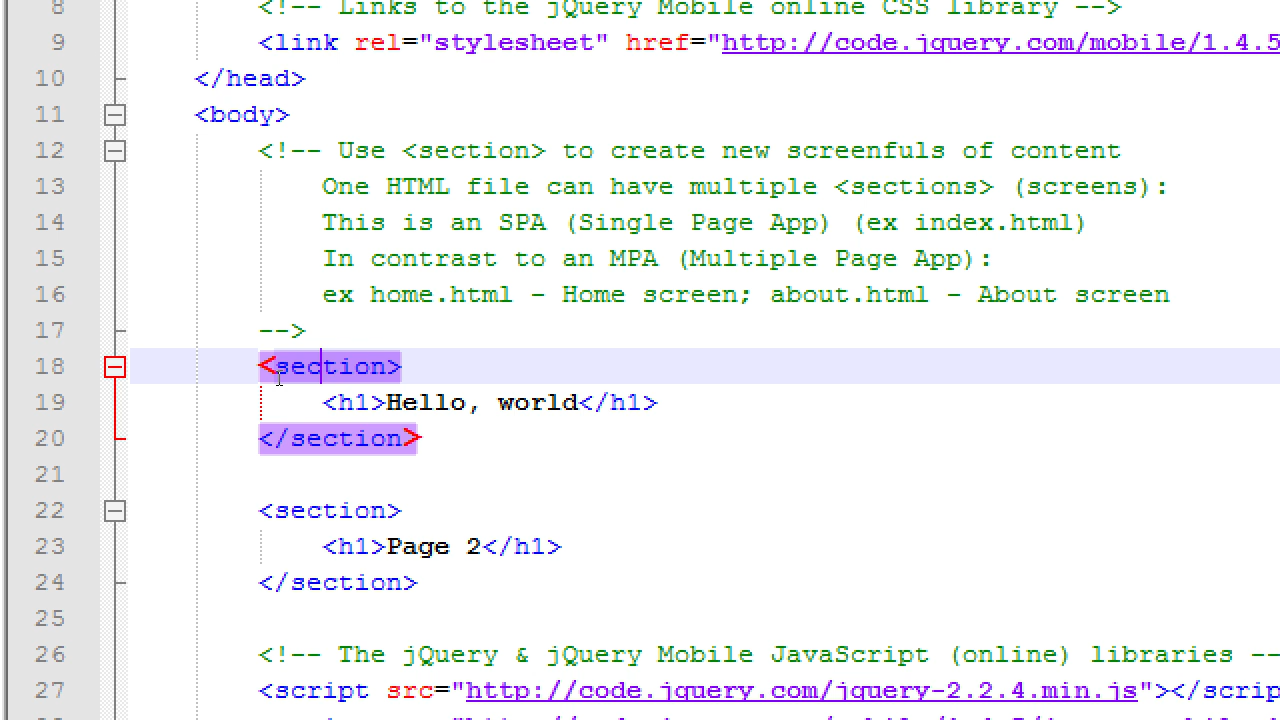 8 <!-- Links to the jQuery Mobile online CSS library -->
9 <link rel="stylesheet" href="http://code.jquery.com/mobile/1.4.5
10 </head>
11 <body>
12 <!-- Use <section> to create new screenfuls of content
13 One HTML file can have multiple <sections> (screens):
14 This is an SPA (Single Page App) (ex index.html)
15 In contrast to an MPA (Multiple Page App):
16 ex home.html - Home screen; about.html - About screen
17 -->
18 <section>
19 <h1>Hello, world</h1>
20 </section>
21
22 <section>
23 <h1>Page 2</h1>
24 </section>
25
26 <!-- The jQuery & jQuery Mobile JavaScript (online) libraries --
27 <script src="http://code.jquery.com/jquery-2.2.4.min.js"></scrip